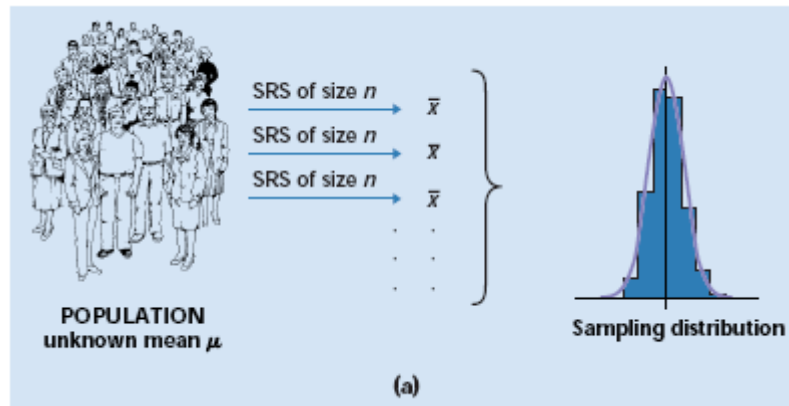 SRS of size n
x̄
SRS of size n
x̄
SRS of size n
x̄
. .
. .
. .
POPULATION
unknown mean μ
Sampling distribution
(a)